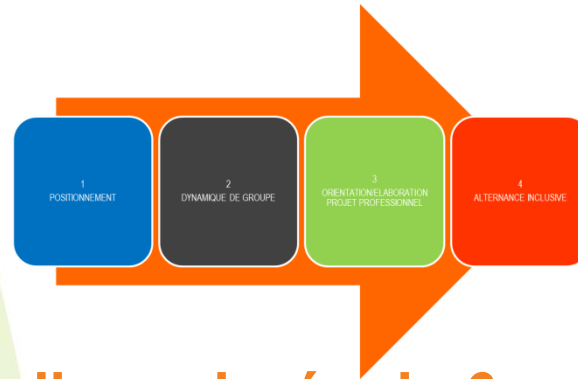 1
POSITIONNEMENT
2
DYNAMIQUE DE GROUPE
3
ORIENTATION/ELABORATION
PROJET PROFESSIONNEL
4
ALTERNANCE INCLUSIVE